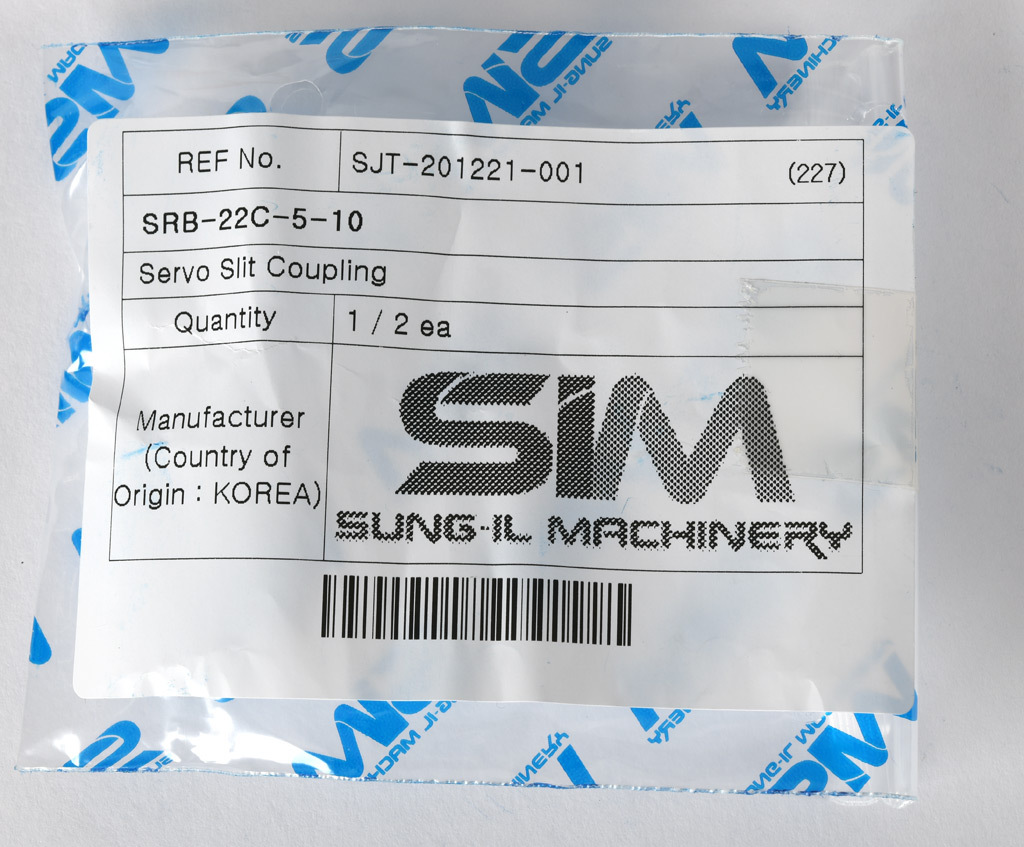 REF No. SJT-201221-001 (227)
SRB-22C-5-10
Servo Slit Coupling
Quantity 1 / 2 ea
Manufacturer
(Country of
Origin : KOREA)
SIM
SUNG-IL MACHINERY